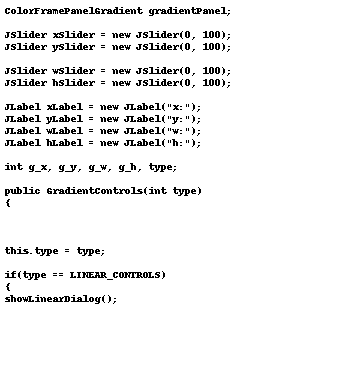 ColorFramePanelGradient gradientPanel;
JSlider xSlider = new JSlider(0, 100);
JSlider ySlider = new JSlider(0, 100);
JSlider wSlider = new JSlider(0, 100);
JSlider hSlider = new JSlider(0, 100);
JLabel xLabel = new JLabel("x:");
JLabel yLabel = new JLabel("y:");
JLabel wLabel = new JLabel("w:");
JLabel hLabel = new JLabel("h:");
int g_x, g_y, g_w, g_h, type;
public GradientControls(int type)
{
this.type = type;
if(type == LINEAR_CONTROLS)
{
showLinearDialog();